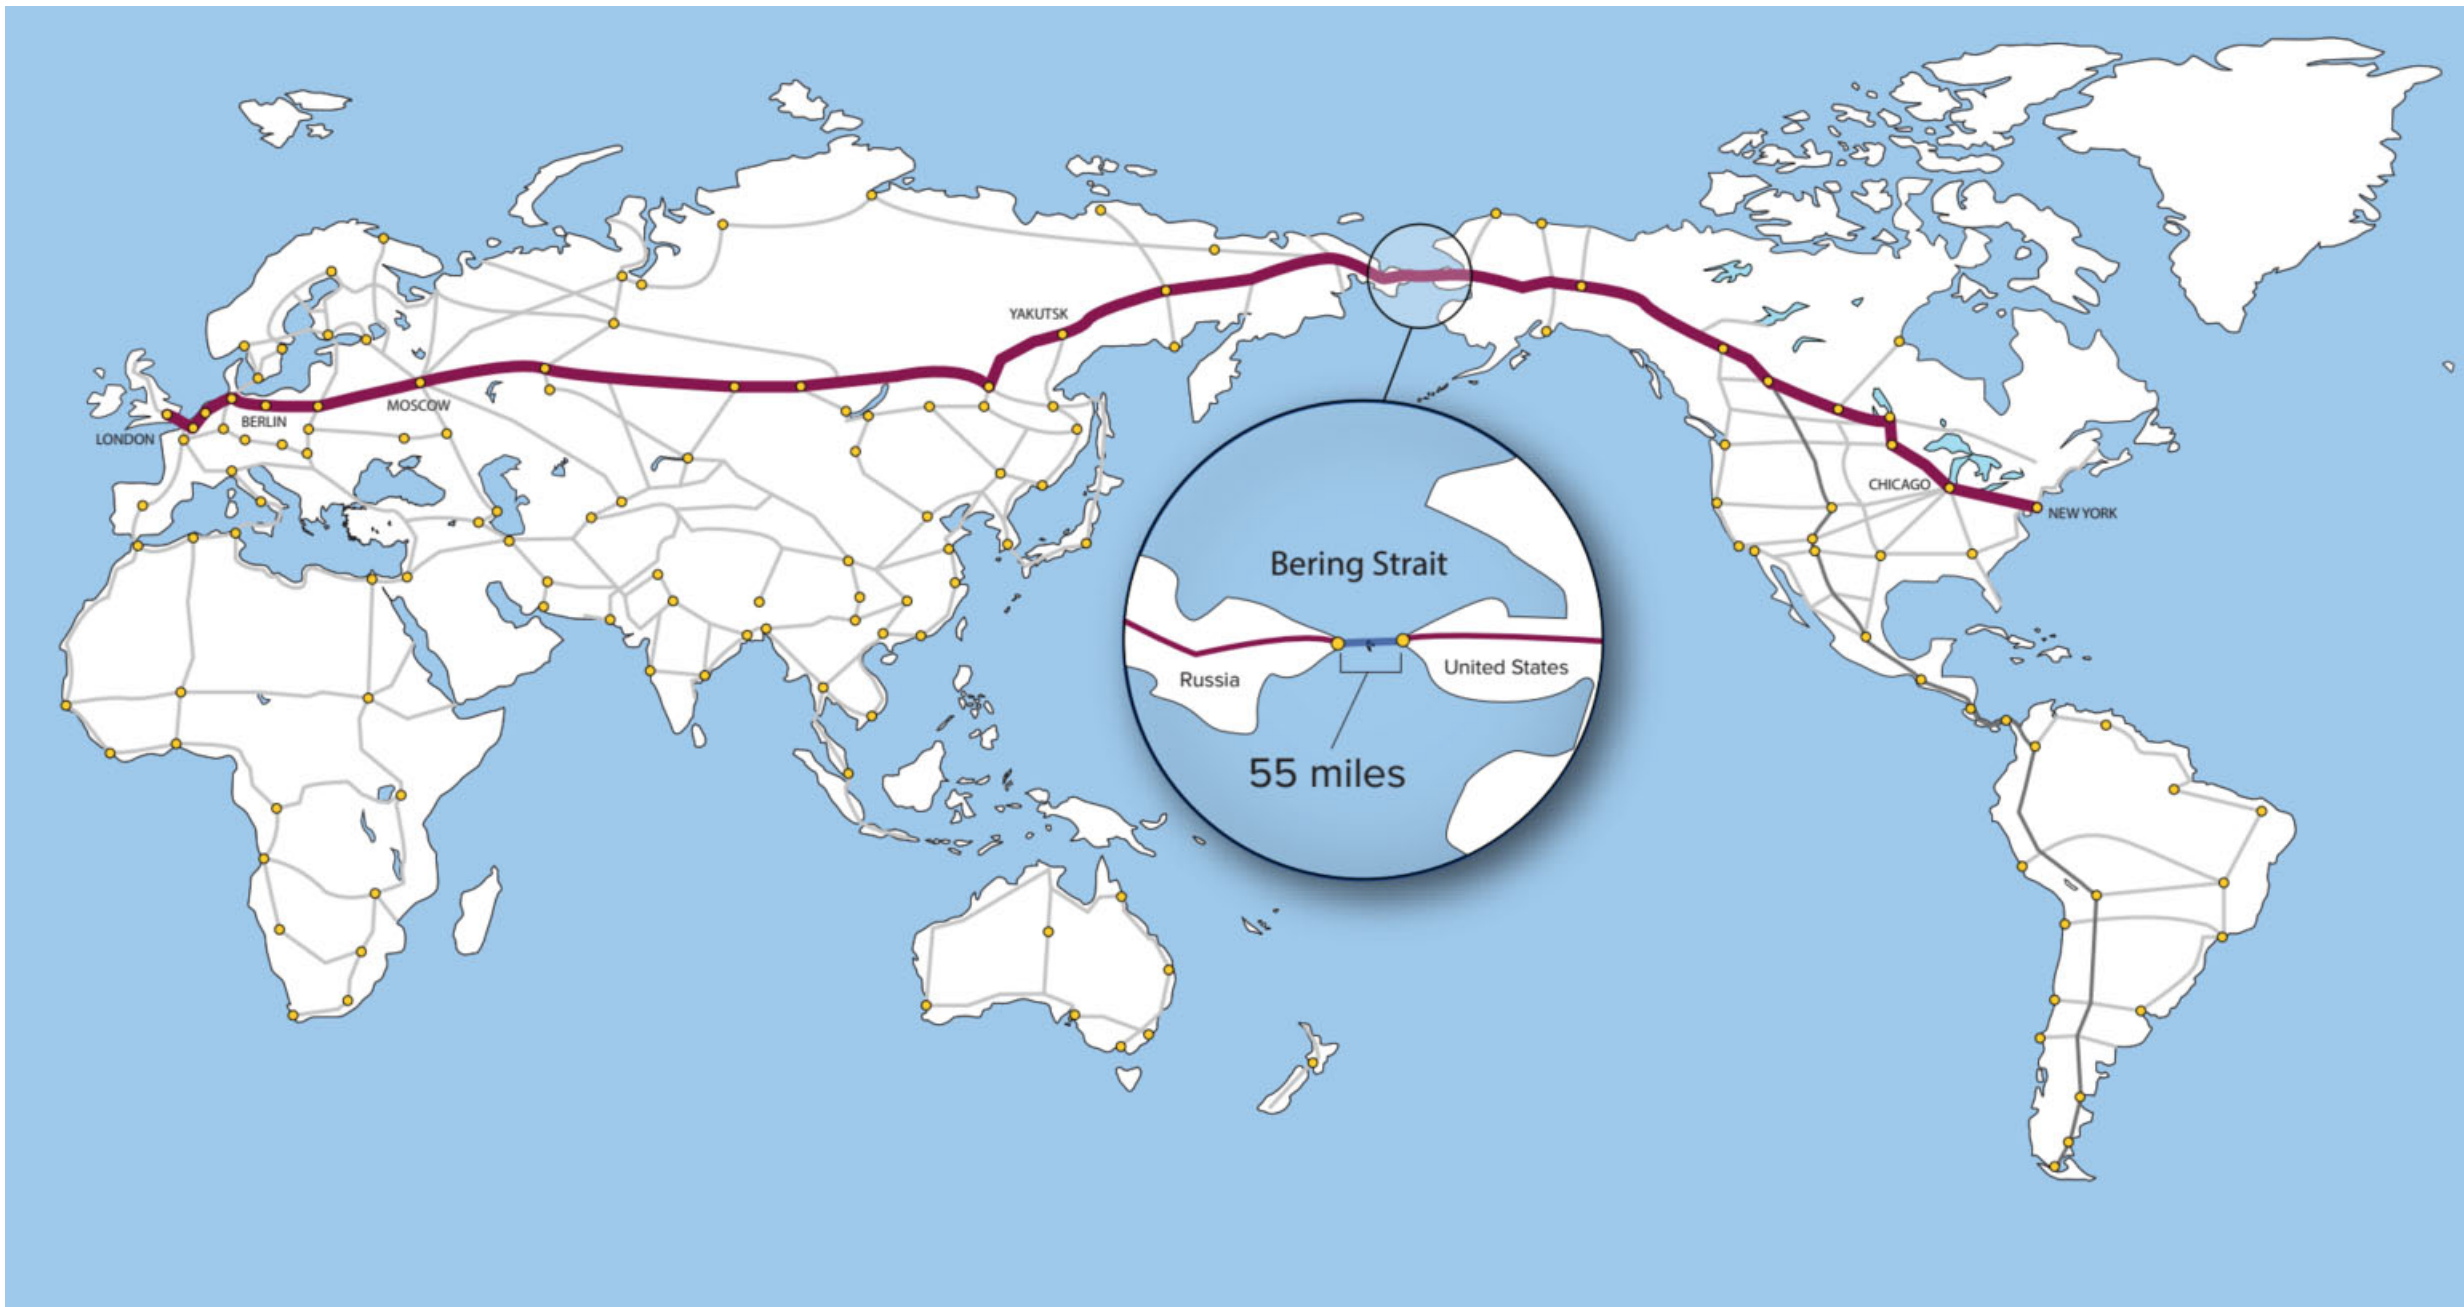 YAKUTSK
MOSCOW
BERLIN
LONDON
CHICAGO
NEW YORK
Bering Strait
Russia
United States
55 miles